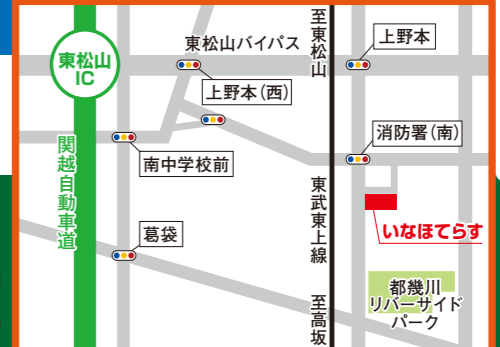 東松山
IC
東松山バイパス
至東松山
上野本
上野本(西)
消防署(南)
南中学校前
関越自動車道
東武東上線
いなほてらす
葛袋
都幾川
リバーサイド
パーク
至高坂